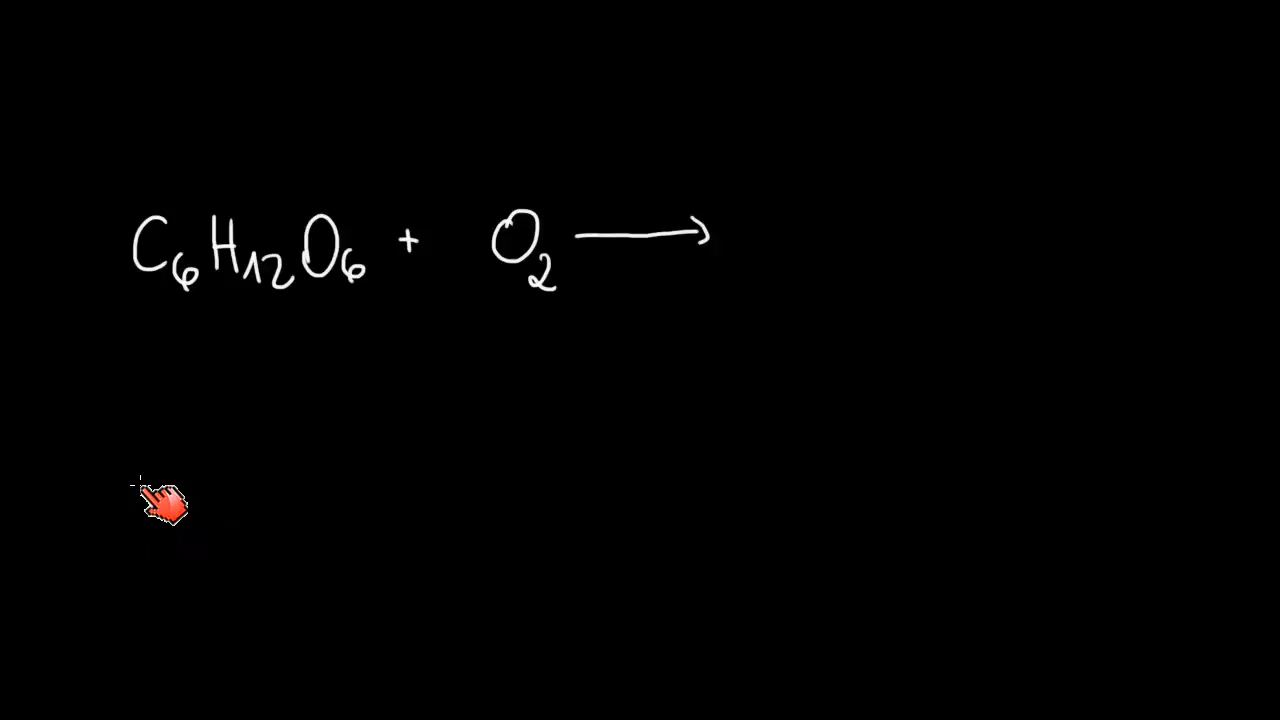 C₆H₁₂O₆ + O₂ ⟶